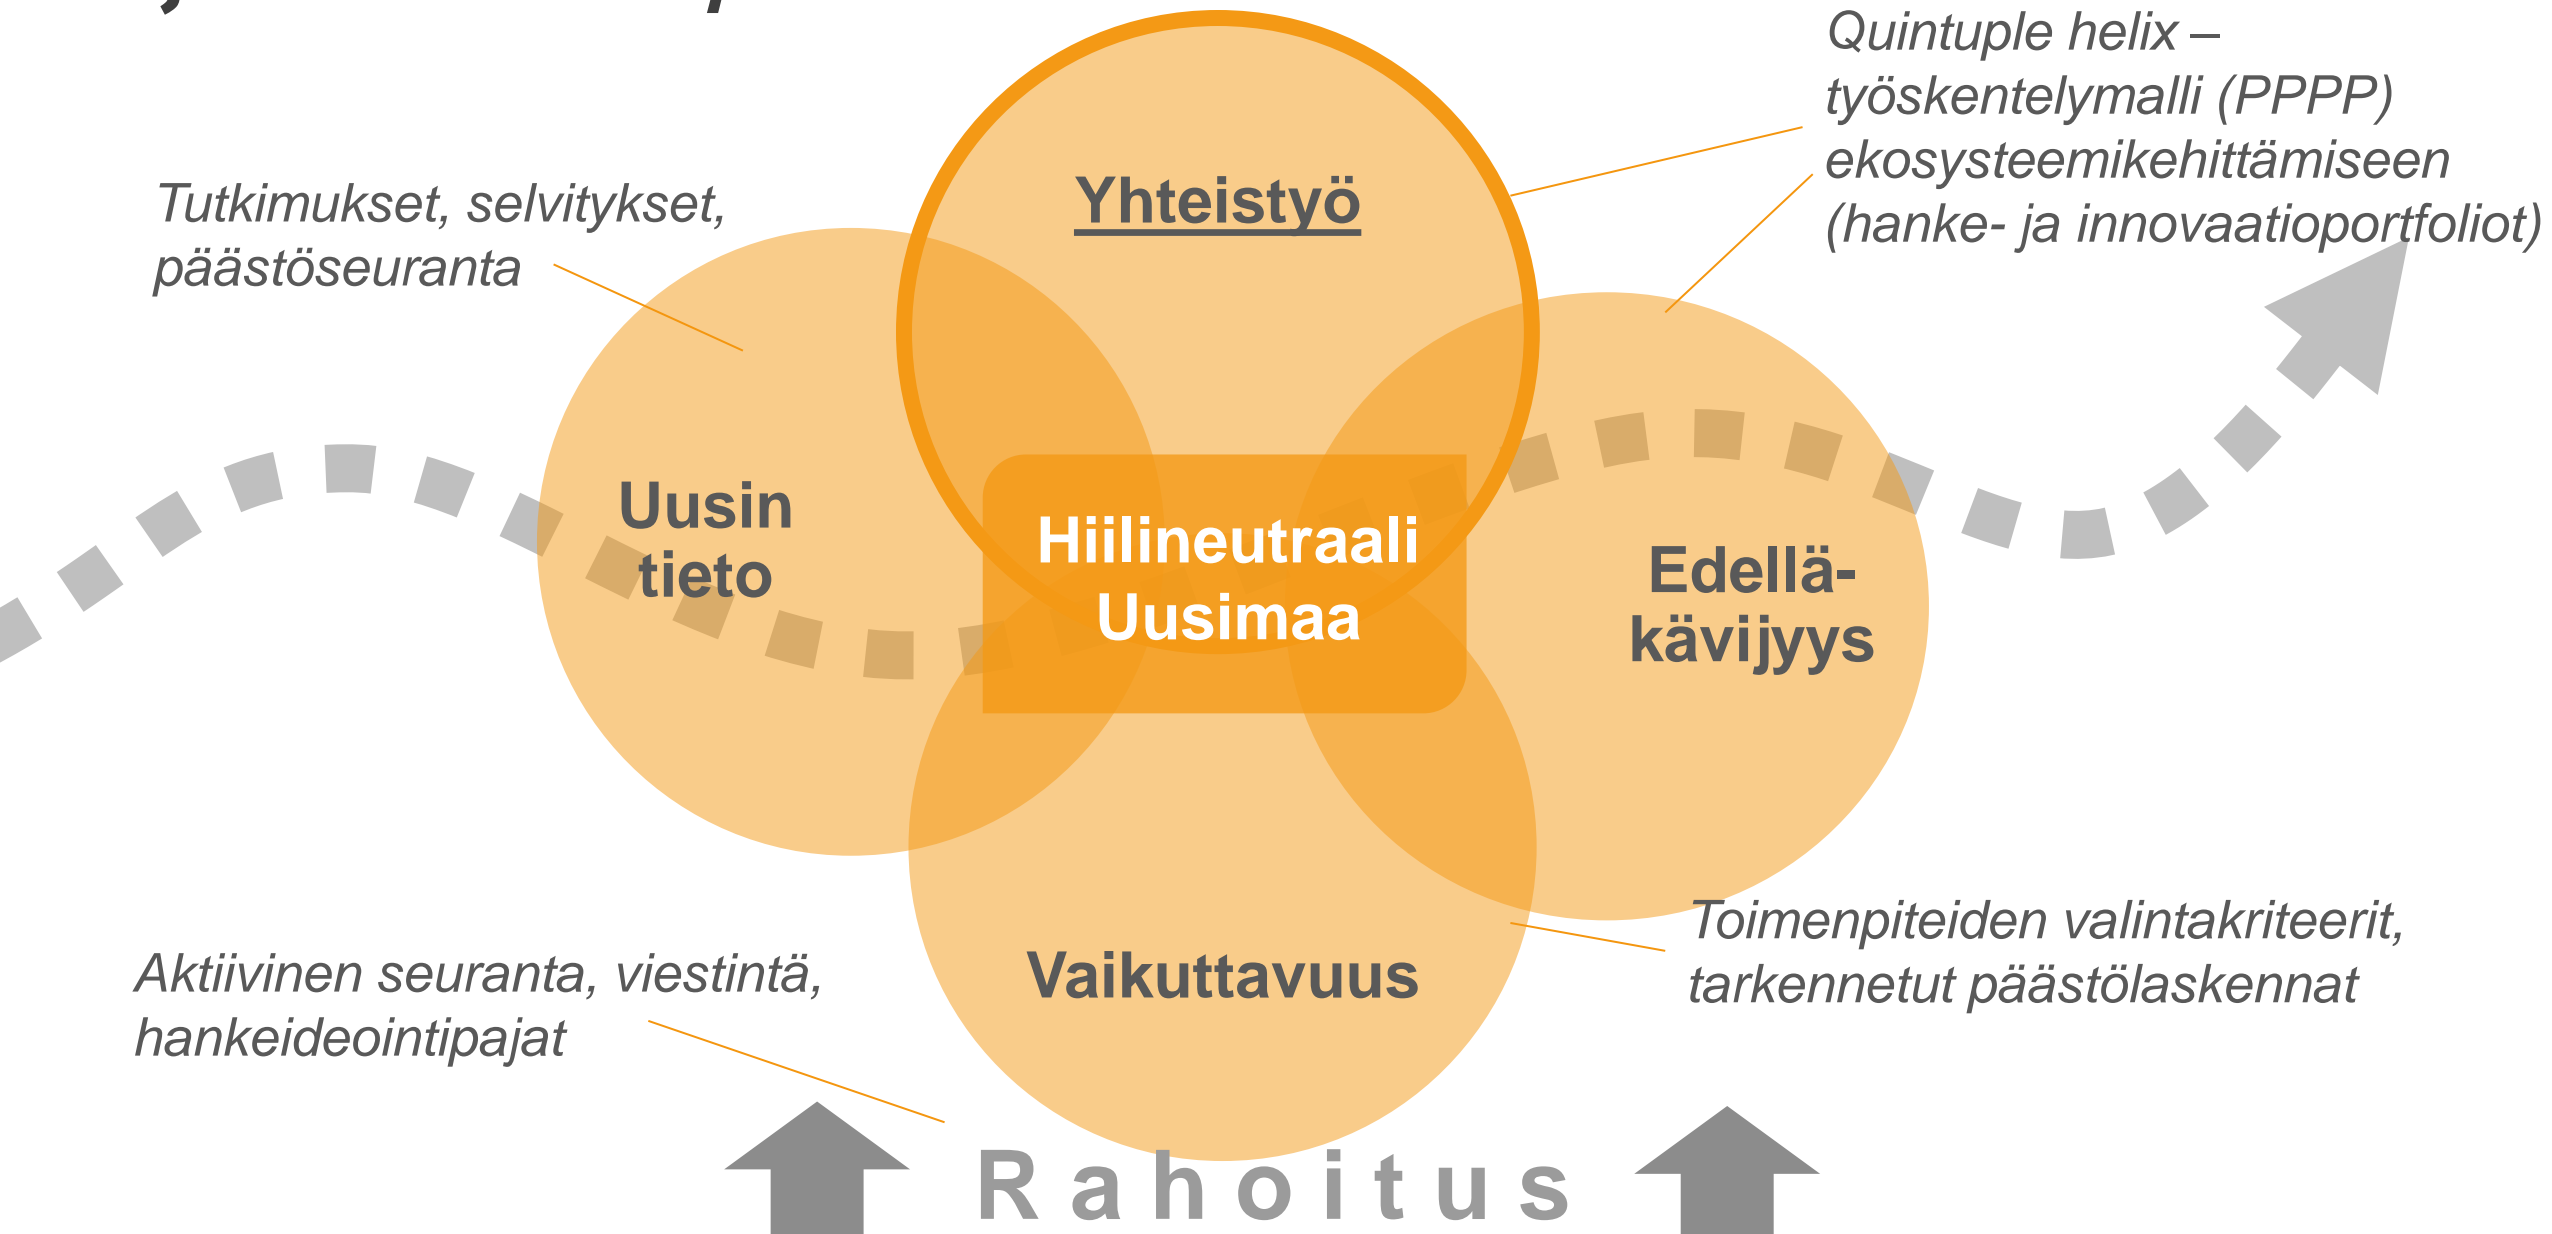 Quintuple helix –
työskentelymalli (PPPP)
ekosysteemikehittämiseen
(hanke- ja innovaatioportfoliot)
Tutkimukset, selvitykset,
päästöseuranta
Yhteistyö
Uusin
tieto
Hiilineutraali
Uusimaa
Edellä-
kävijyys
Vaikuttavuus
Toimenpiteiden valintakriteerit,
tarkennetut päästölaskennat
Aktiivinen seuranta, viestintä,
hankeideointipajat
Rahoitus